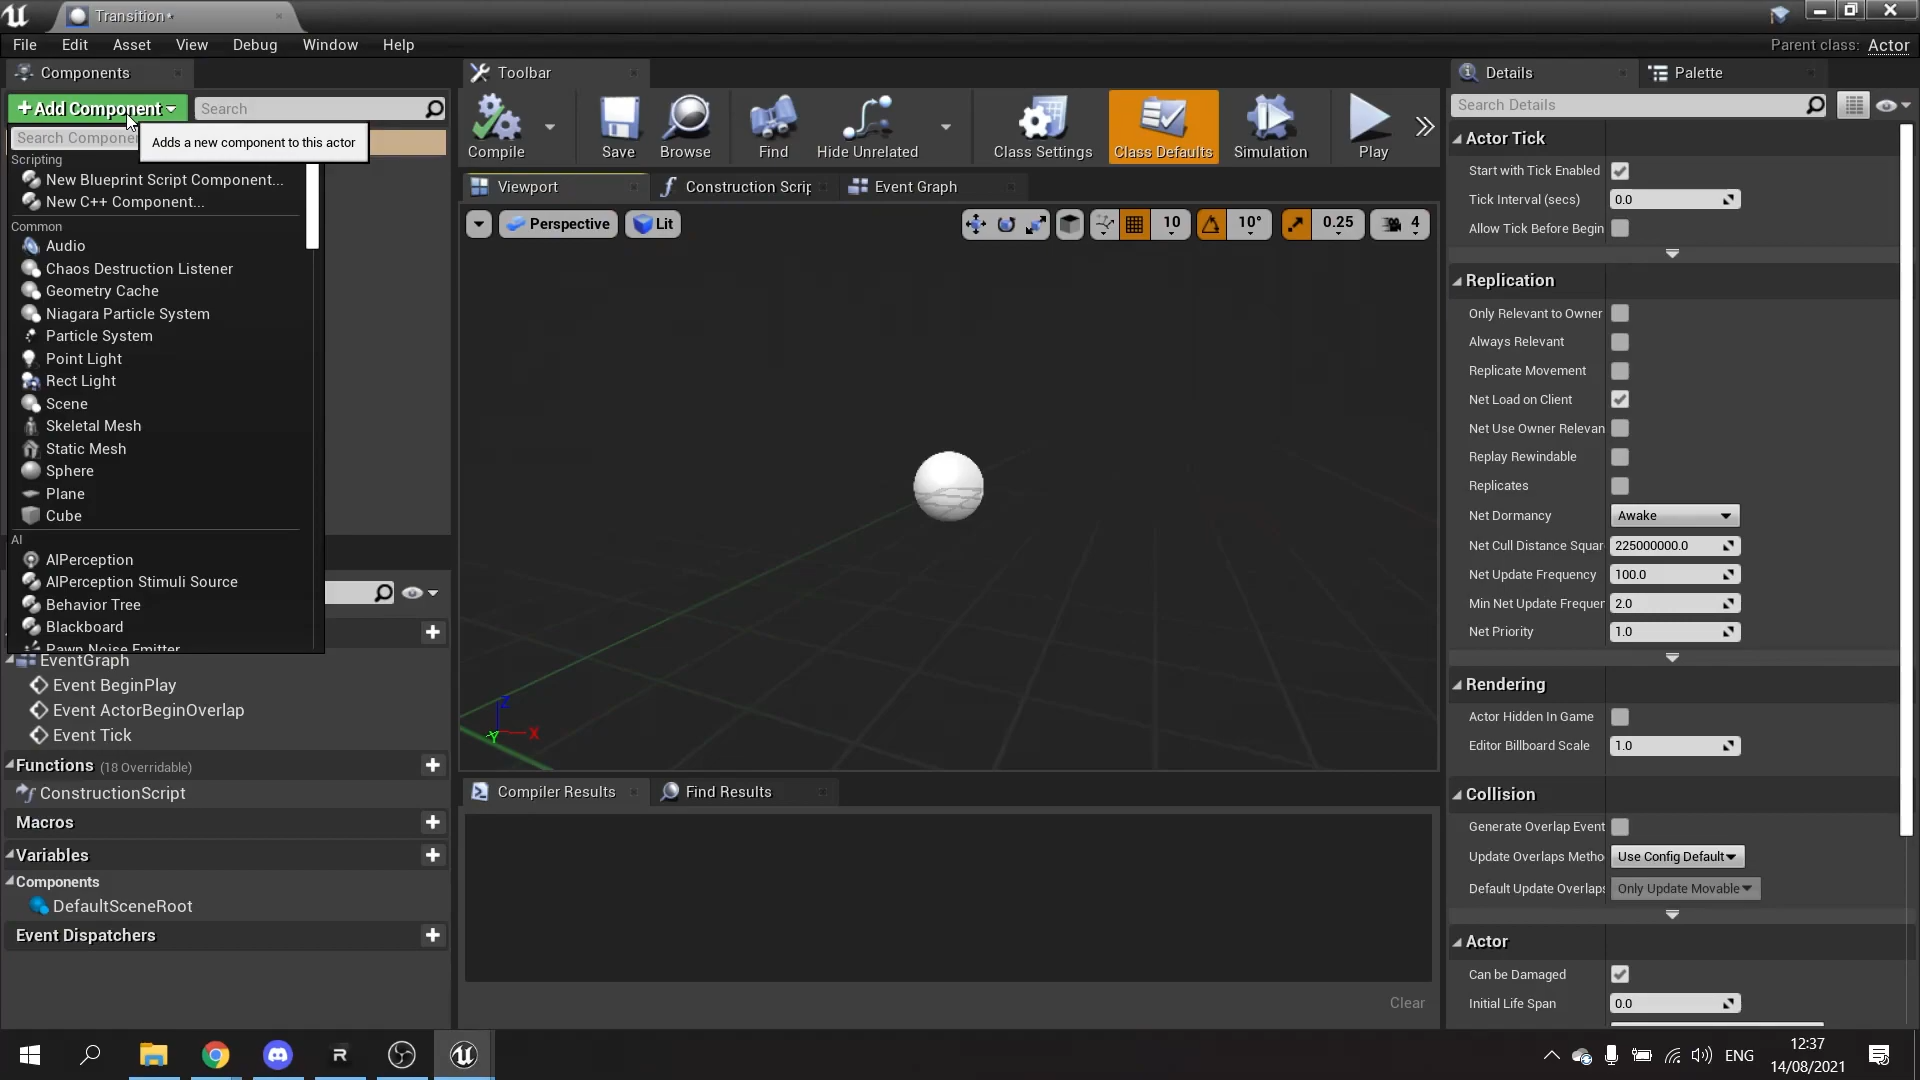 Transition*
File Edit Asset View Debug Window Help
Parent class: Actor
Components
+Add Component
Search
Search Compone
Adds a new component to this actor
Scripting
New Blueprint Script Component...
New C++ Component...
Common
Audio
Chaos Destruction Listener
Geometry Cache
Niagara Particle System
Particle System
Point Light
Rect Light
Scene
Skeletal Mesh
Static Mesh
Sphere
Plane
Cube
AI
AIPerception
AIPerception Stimuli Source
Behavior Tree
Blackboard
Pawn Noise Emitter
EventGraph
Event BeginPlay
Event ActorBeginOverlap
Event Tick
Functions (18 Overridable)
ConstructionScript
Macros
Variables
Components
DefaultSceneRoot
Event Dispatchers
Toolbar
Compile Save Browse Find Hide Unrelated Class Settings Class Defaults Simulation Play
Viewport Construction Scrip Event Graph
Perspective Lit 10 10° 0.25 4
Z
Y X
Compiler Results Find Results
Clear
Details Palette
Search Details
Actor Tick
Start with Tick Enabled
Tick Interval (secs) 0.0
Allow Tick Before Begin
Replication
Only Relevant to Owner
Always Relevant
Replicate Movement
Net Load on Client
Net Use Owner Relevan
Replay Rewindable
Replicates
Net Dormancy Awake
Net Cull Distance Squar 225000000.0
Net Update Frequency 100.0
Min Net Update Frequer 2.0
Net Priority 1.0
Rendering
Actor Hidden In Game
Editor Billboard Scale 1.0
Collision
Generate Overlap Event
Update Overlaps Metho Use Config Default
Default Update Overlaps Only Update Movable
Actor
Can be Damaged
Initial Life Span 0.0
ENG
12:37
14/08/2021